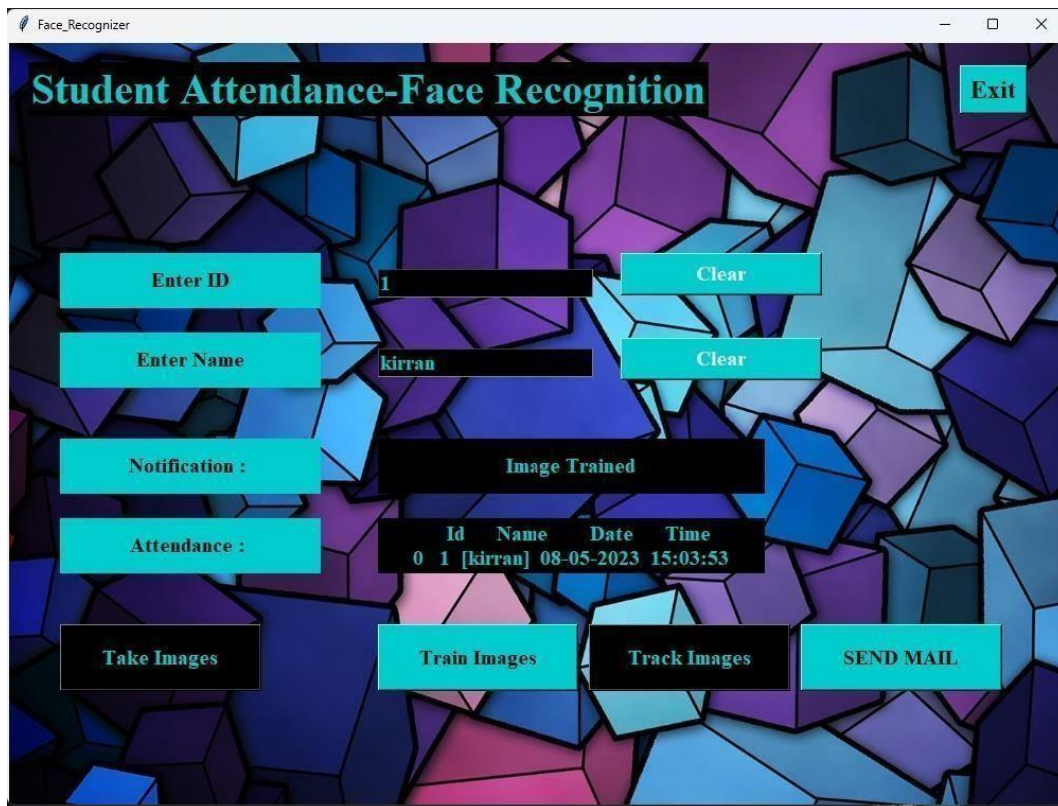 Face_Recognizer
Student Attendance-Face Recognition
Exit
Enter ID
1
Clear
Enter Name
kirran
Clear
Notification :
Image Trained
Attendance :
Id Name Date Time
0 1 [kirran] 08-05-2023 15:03:53
Take Images
Train Images
Track Images
SEND MAIL